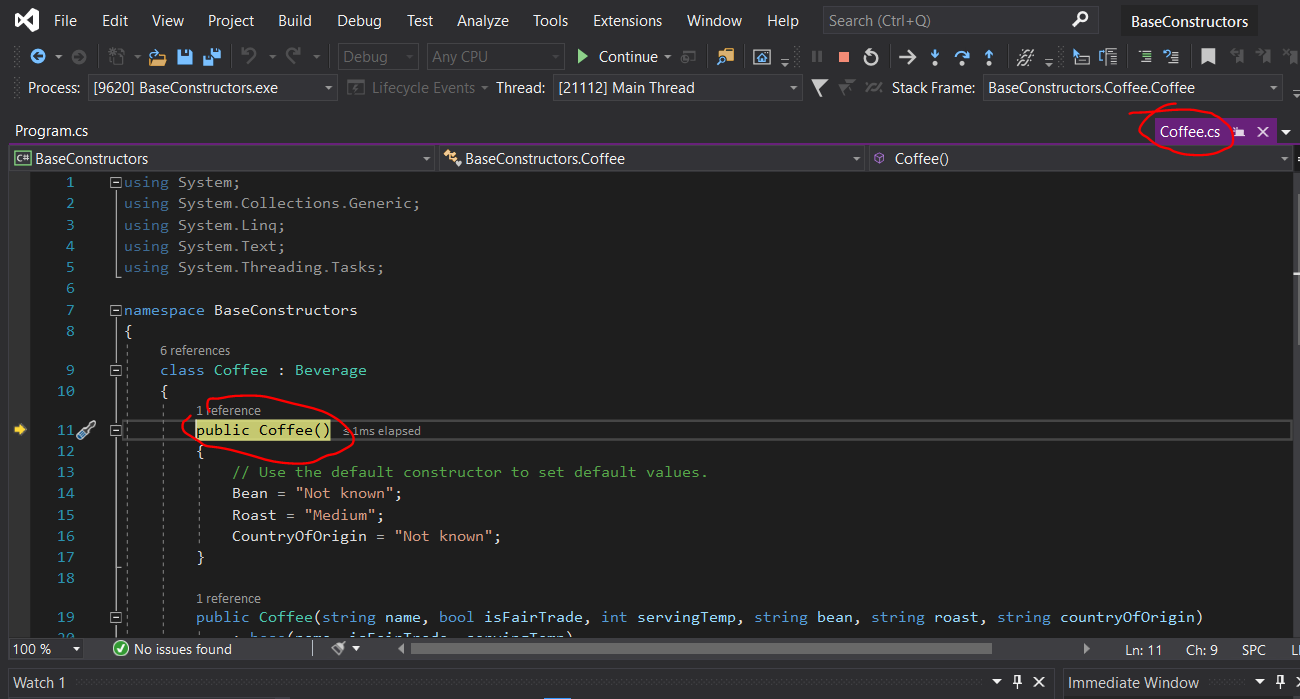 File Edit View Project Build Debug Test Analyze Tools Extensions Window Help Search (Ctrl+Q) BaseConstructors
Debug Any CPU Continue
Process: [9620] BaseConstructors.exe Lifecycle Events Thread: [21112] Main Thread Stack Frame: BaseConstructors.Coffee.Coffee
Program.cs Coffee.cs
C# BaseConstructors BaseConstructors.Coffee Coffee()
1 using System;
2 using System.Collections.Generic;
3 using System.Linq;
4 using System.Text;
5 using System.Threading.Tasks;
6
7 namespace BaseConstructors
8 {
6 references
9 class Coffee : Beverage
10 {
1 reference
11 public Coffee() ≤ 1ms elapsed
12 {
13 // Use the default constructor to set default values.
14 Bean = "Not known";
15 Roast = "Medium";
16 CountryOfOrigin = "Not known";
17 }
18
1 reference
19 public Coffee(string name, bool isFairTrade, int servingTemp, string bean, string roast, string countryOfOrigin)
20 : base(name, isFairTrade, servingTemp)
100 % No issues found Ln: 11 Ch: 9 SPC
Watch 1 Immediate Window